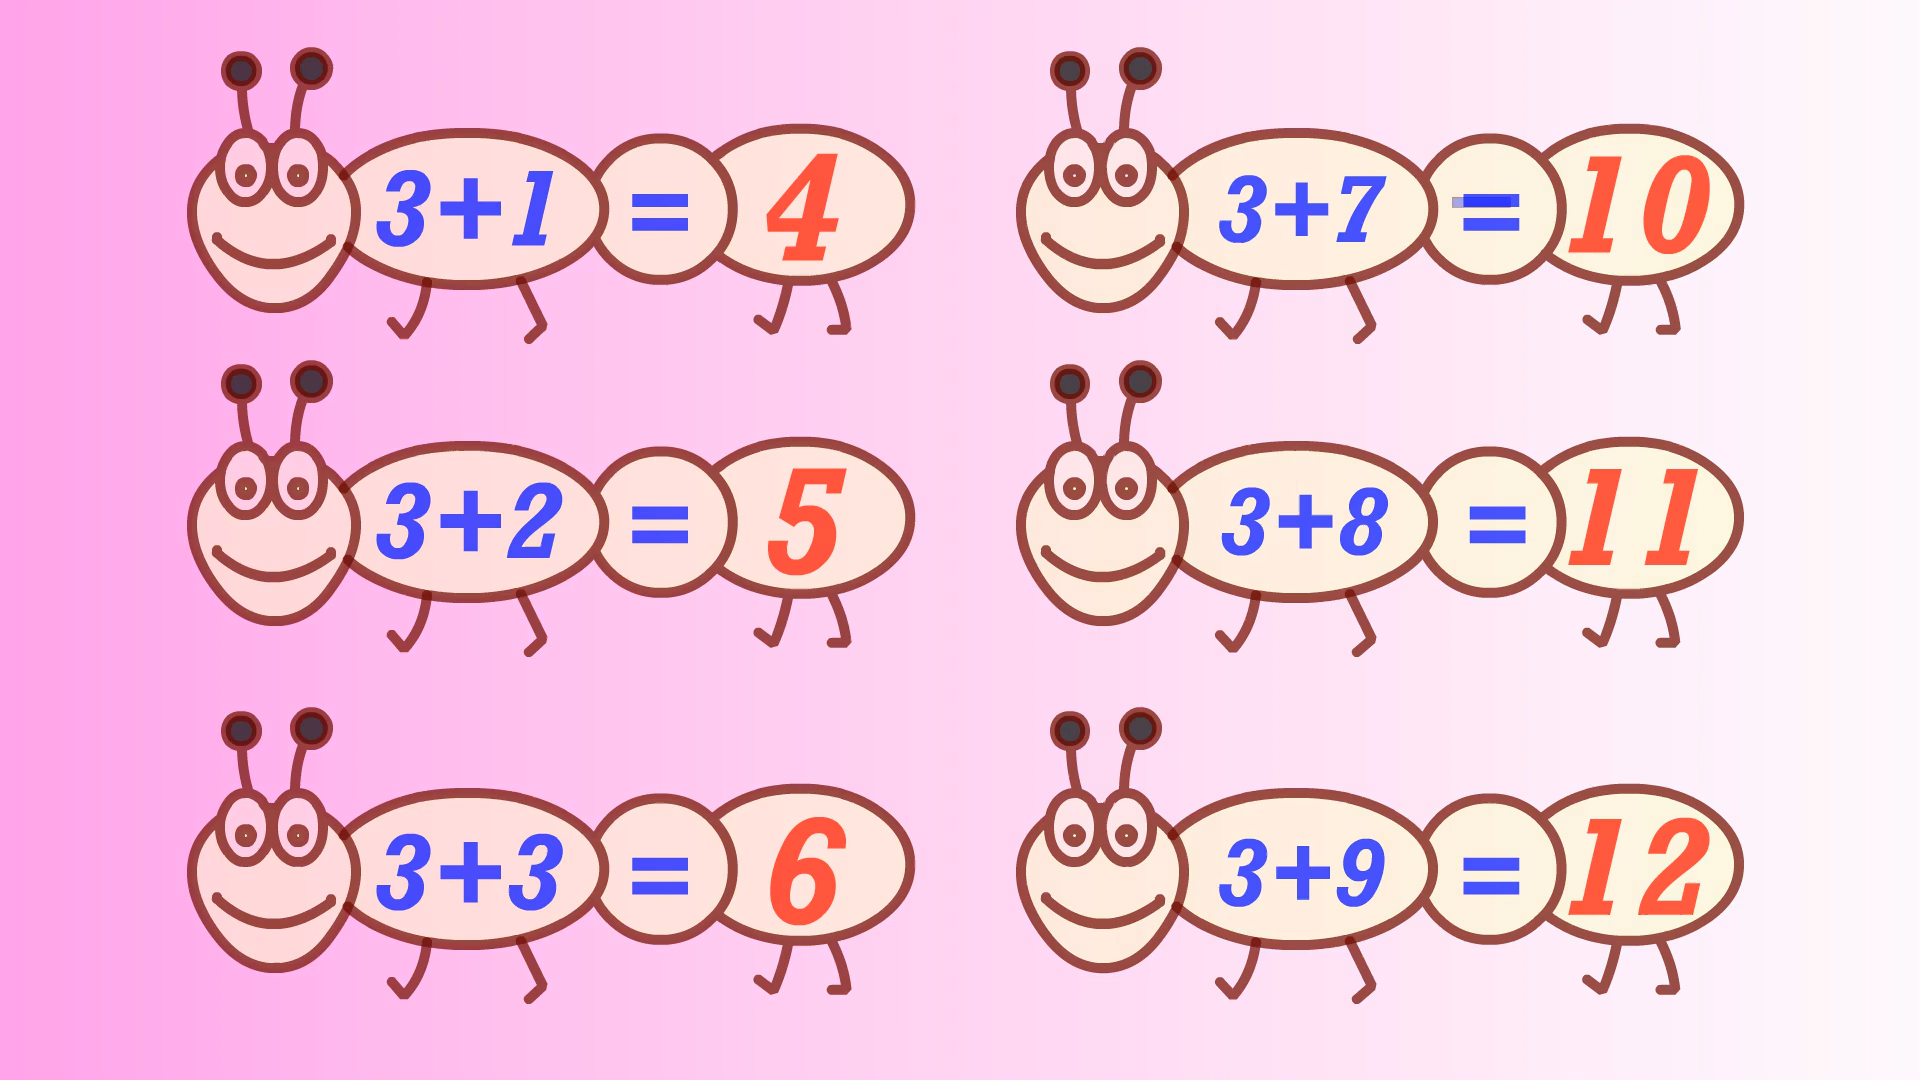 3+1 = 4
3+2 = 5
3+3 = 6
3+7 = 10
3+8 = 11
3+9 = 12